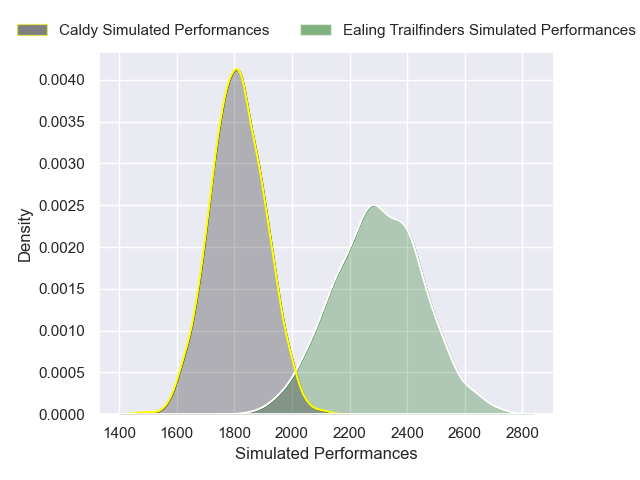 Caldy Simulated Performances Ealing Trailfinders Simulated Performances
0.0040
0.0035
0.0030
0.0025
0.0020
0.0015
0.0010
0.0005
0.0000
Density
1400 1600 1800 2000 2200 2400 2600 2800
Simulated Performances